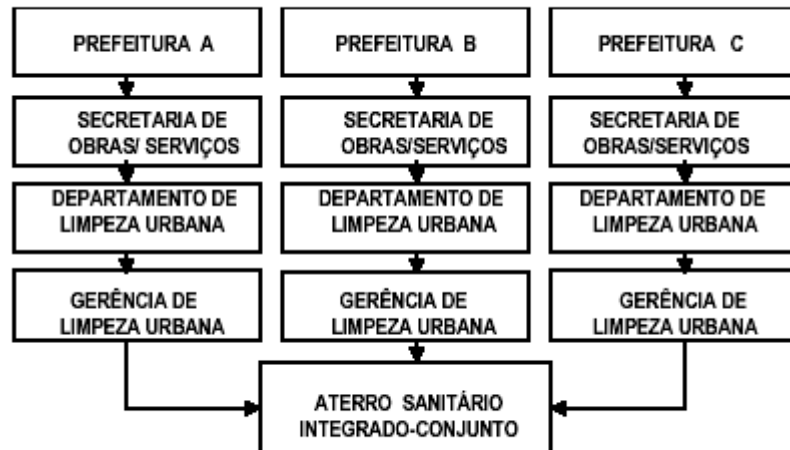 PREFEITURA A
PREFEITURA B
PREFEITURA C
SECRETARIA DE
OBRAS/ SERVIÇOS
SECRETARIA DE
OBRAS/SERVIÇOS
SECRETARIA DE
OBRAS/SERVIÇOS
DEPARTAMENTO DE
LIMPEZA URBANA
DEPARTAMENTO DE
LIMPEZA URBANA
DEPARTAMENTO DE
LIMPEZA URBANA
GERÊNCIA DE
LIMPEZA URBANA
GERÊNCIA DE
LIMPEZA URBANA
GERÊNCIA DE
LIMPEZA URBANA
ATERRO SANITÁRIO
INTEGRADO-CONJUNTO